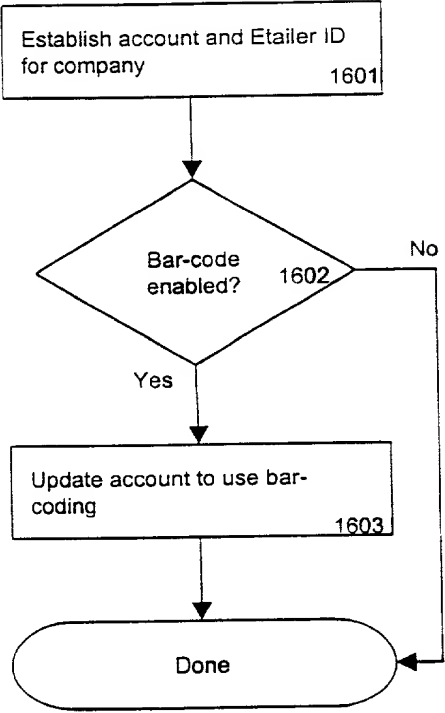 Establish account and Etailer ID
for company
1601
Bar-code
enabled?
1602
No
Yes
Update account to use bar-
coding
1603
Done